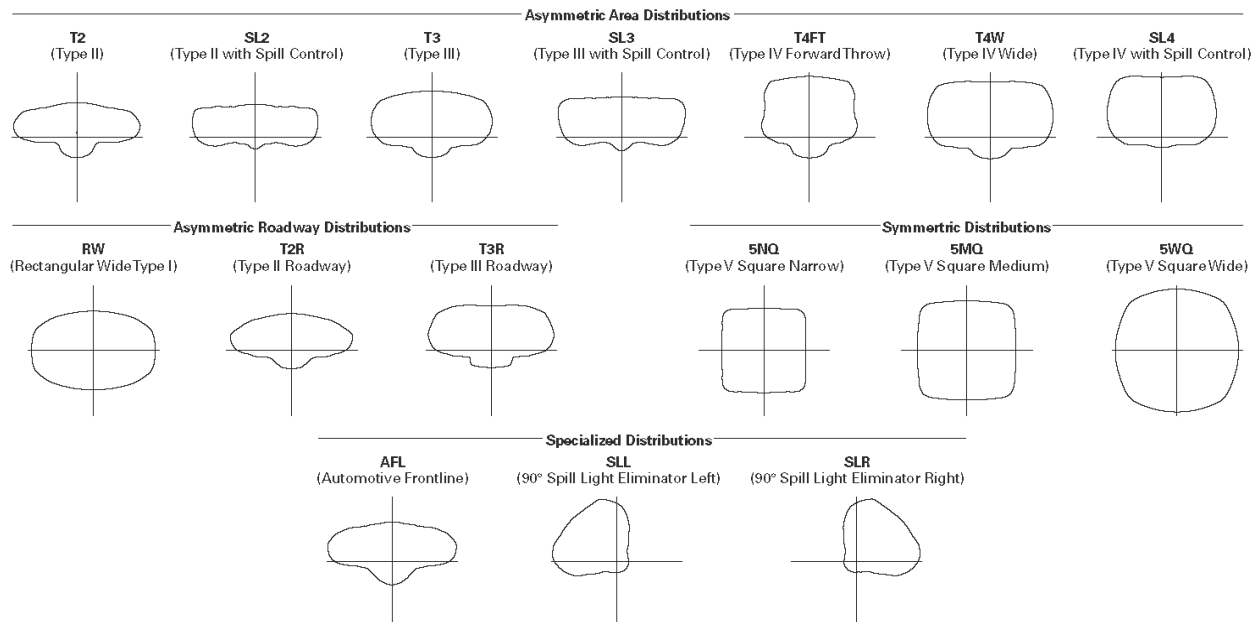 Asymmetric Area Distributions
T2 SL2 T3 SL3 T4FT T4W SL4
(Type II) (Type II with Spill Control) (Type III) (Type III with Spill Control) (Type IV Forward Throw) (Type IV Wide) (Type IV with Spill Control)
Asymmetric Roadway Distributions Symmertric Distributions
RW T2R T3R 5NQ 5MQ 5WQ
(Rectangular Wide Type I) (Type II Roadway) (Type III Roadway) (Type V Square Narrow) (Type V Square Medium) (Type V Square Wide)
Specialized Distributions
AFL SLL SLR
(Automotive Frontline) (90° Spill Light Eliminator Left) (90° Spill Light Eliminator Right)